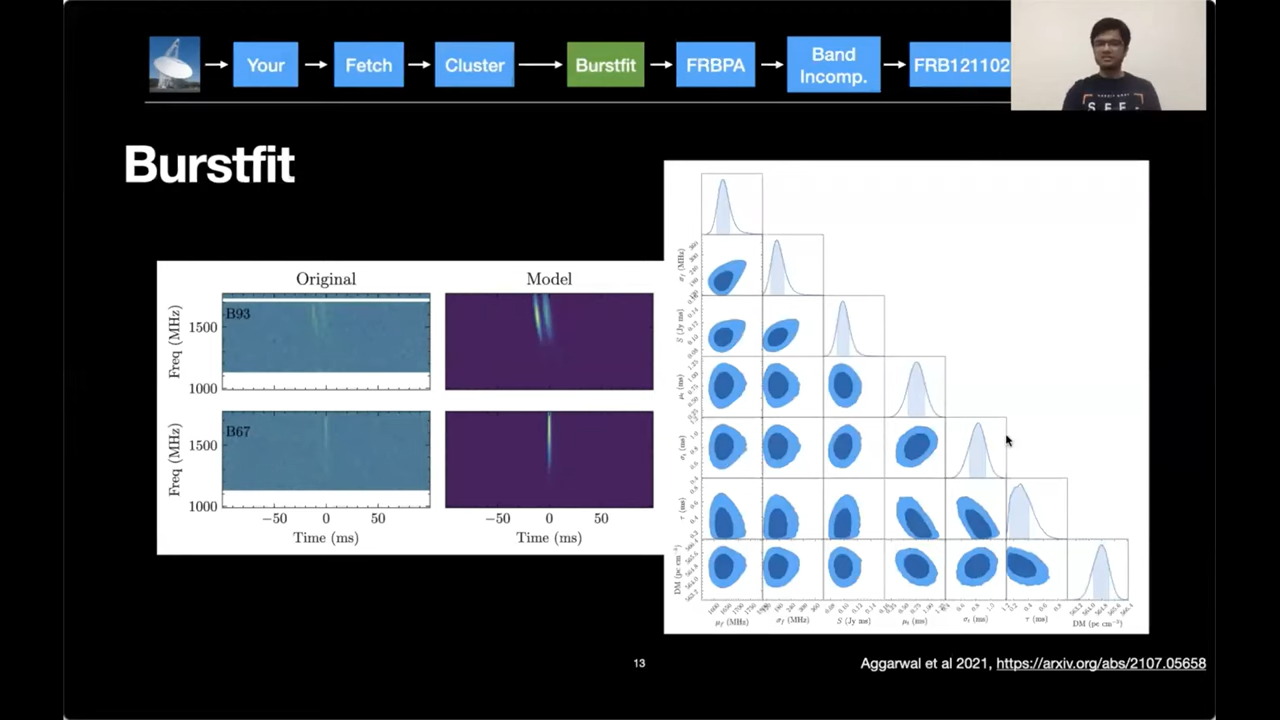 Your
Fetch
Cluster
Burstfit
FRBPA
Band
Incomp.
FRB121102
S E E
Burstfit
Original
Model
Freq (MHz)
1500
1000
B93
Freq (MHz)
1500
1000
B67
−50
0
50
−50
0
50
Time (ms)
Time (ms)
σf (MHz)
S (Jy ms)
μt (ms)
σt (ms)
τ (ms)
DM (pc cm⁻³)
μf (MHz)
σf (MHz)
S (Jy ms)
μt (ms)
σt (ms)
τ (ms)
DM (pc cm⁻³)
13
Aggarwal et al 2021, https://arxiv.org/abs/2107.05658